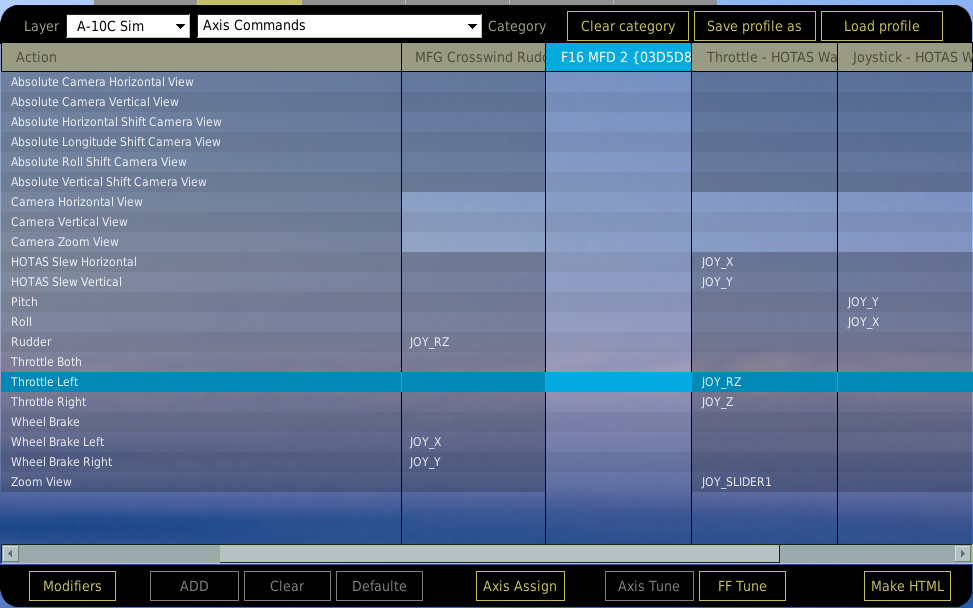 Layer A-10C Sim Axis Commands Category Clear category Save profile as Load profile
Action MFG Crosswind Rudd F16 MFD 2 {03D5D8 Throttle - HOTAS Wa Joystick - HOTAS W
Absolute Camera Horizontal View
Absolute Camera Vertical View
Absolute Horizontal Shift Camera View
Absolute Longitude Shift Camera View
Absolute Roll Shift Camera View
Absolute Vertical Shift Camera View
Camera Horizontal View
Camera Vertical View
Camera Zoom View
HOTAS Slew Horizontal JOY_X
HOTAS Slew Vertical JOY_Y
Pitch JOY_Y
Roll JOY_X
Rudder JOY_RZ
Throttle Both
Throttle Left JOY_RZ
Throttle Right JOY_Z
Wheel Brake
Wheel Brake Left JOY_X
Wheel Brake Right JOY_Y
Zoom View JOY_SLIDER1
Modifiers ADD Clear Defaulte Axis Assign Axis Tune FF Tune Make HTML